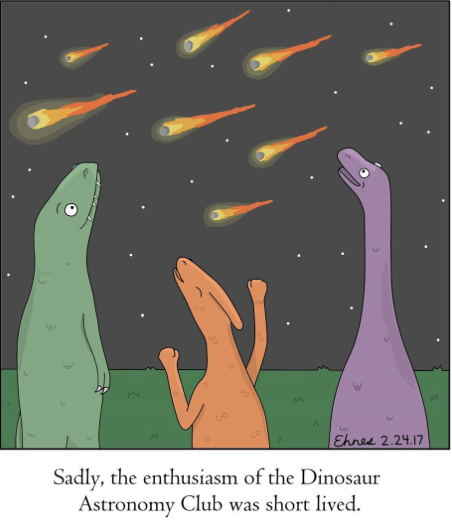 Ehnes 2.24.17
Sadly, the enthusiasm of the Dinosaur
Astronomy Club was short lived.